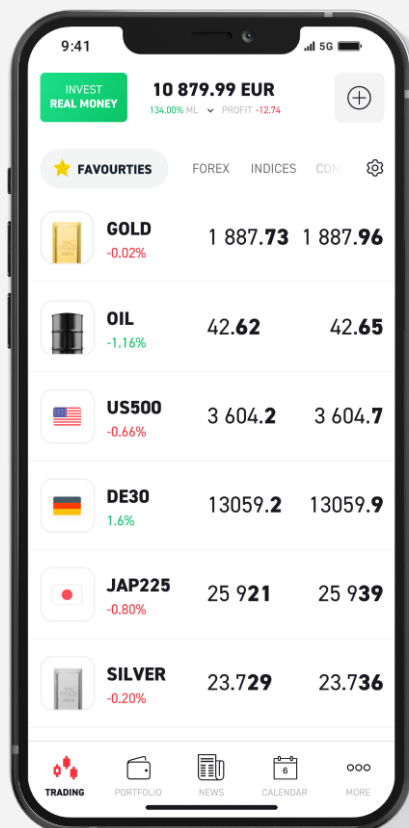 9:41 5G
INVEST
REAL MONEY
10 879.99 EUR
134.00% ML PROFIT -12.74
FAVOURTIES FOREX INDICES COM
GOLD
-0.02%
1 887.73 1 887.96
OIL
-1.16%
42.62 42.65
US500
-0.66%
3 604.2 3 604.7
DE30
1.6%
13059.2 13059.9
JAP225
-0.80%
25 921 25 939
SILVER
-0.20%
23.729 23.736
6
TRADING PORTFOLIO NEWS CALENDAR MORE